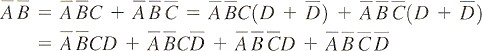 A̅ B̅ = A̅ B̅ C + A̅ B̅ C̅ = A̅ B̅ C(D + D̅) + A̅ B̅ C̅ (D + D̅)
= A̅ B̅ CD + A̅ B̅ CD̅ + A̅ B̅ C̅ D + A̅ B̅ C̅ D̅